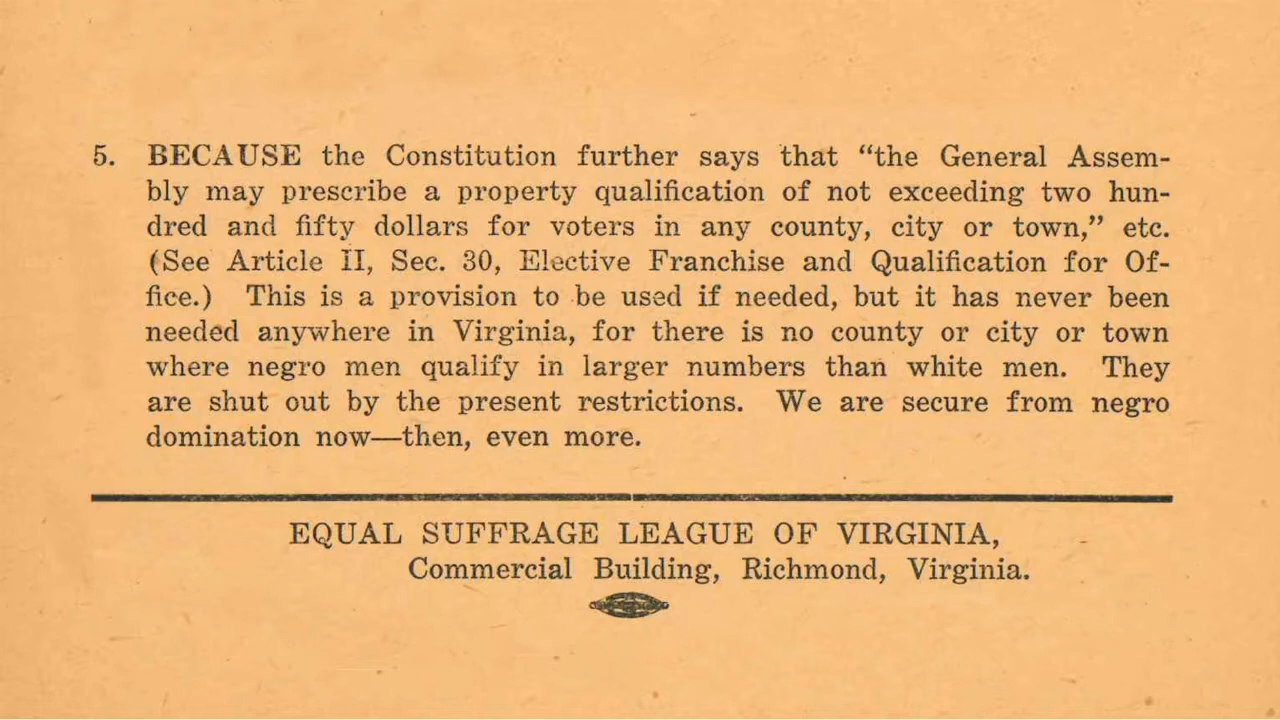 5. BECAUSE the Constitution further says that “the General Assem-
bly may prescribe a property qualification of not exceeding two hun-
dred and fifty dollars for voters in any county, city or town,” etc.
(See Article II, Sec. 30, Elective Franchise and Qualification for Of-
fice.) This is a provision to be used if needed, but it has never been
needed anywhere in Virginia, for there is no county or city or town
where negro men qualify in larger numbers than white men. They
are shut out by the present restrictions. We are secure from negro
domination now—then, even more.
EQUAL SUFFRAGE LEAGUE OF VIRGINIA,
Commercial Building, Richmond, Virginia.